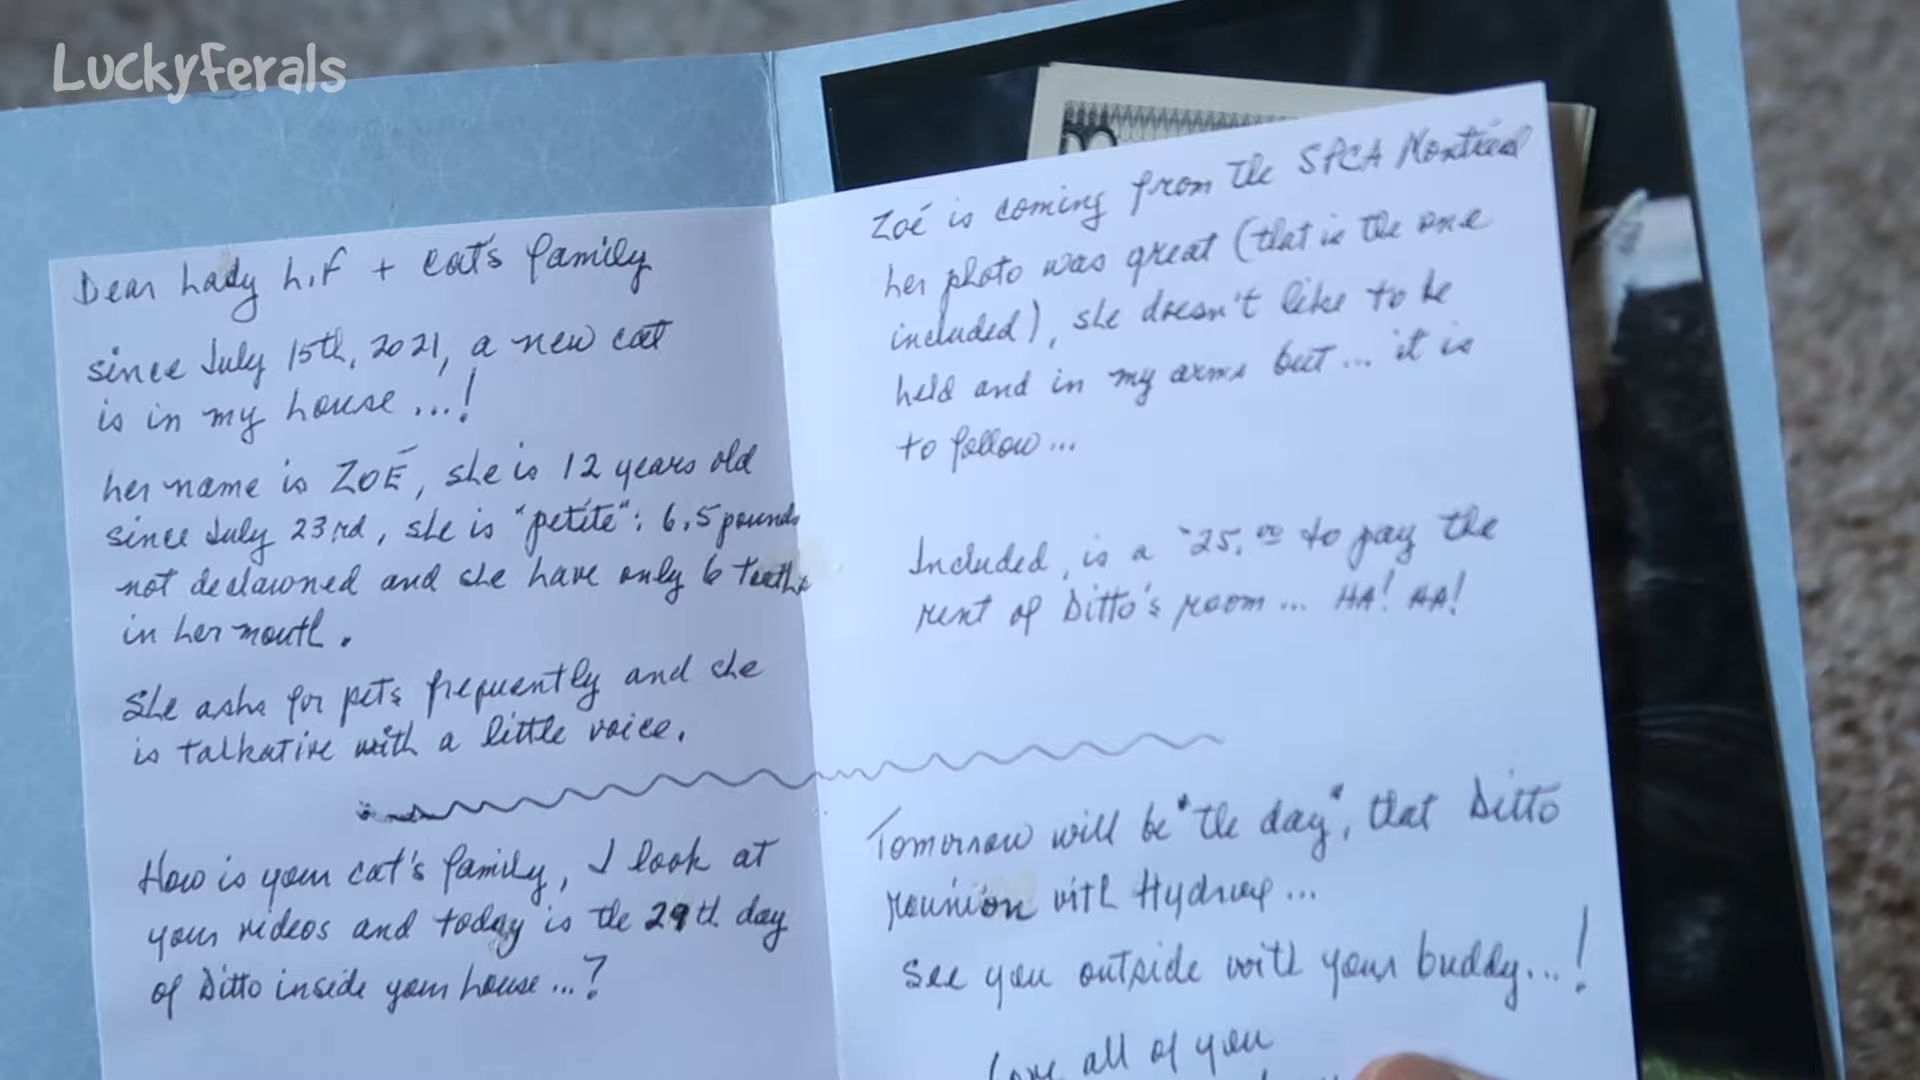 LuckyFerals
Dear Lady L.F + cat's family
since July 15th, 2021, a new cat
is in my house...!
her name is ZOÉ, she is 12 years old
since July 23rd, she is "petite": 6,5 pounds
not declawned and she have only 6 teeths
in her mouth.
She asks for pets frequently and she
is talkative with a little voice.
How is your cat's family, I look at
your videos and today is the 29th day
of Ditto inside your house...?
Zoé is coming from the SPCA Montréal
her photo was great (that is the one
included), she doesn't like to be
held and in my arms but... it is
to follow...
Included, is a 25.00 to pay the
rent of Ditto's room... HA! HA!
Tomorrow will be "the day", that Ditto
reunion with Hydrox...
See you outside with your buddy...!
Love all of you